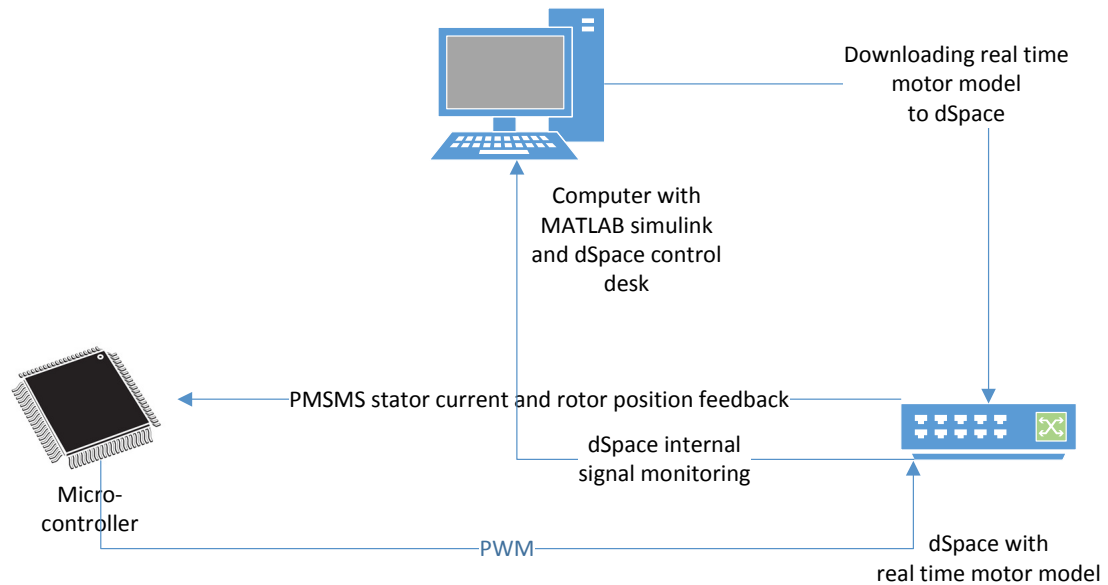 Downloading real time
motor model
to dSpace
Computer with
MATLAB simulink
and dSpace control
desk
PMSMS stator current and rotor position feedback
dSpace internal
signal monitoring
Micro-
controller
PWM
dSpace with
real time motor model